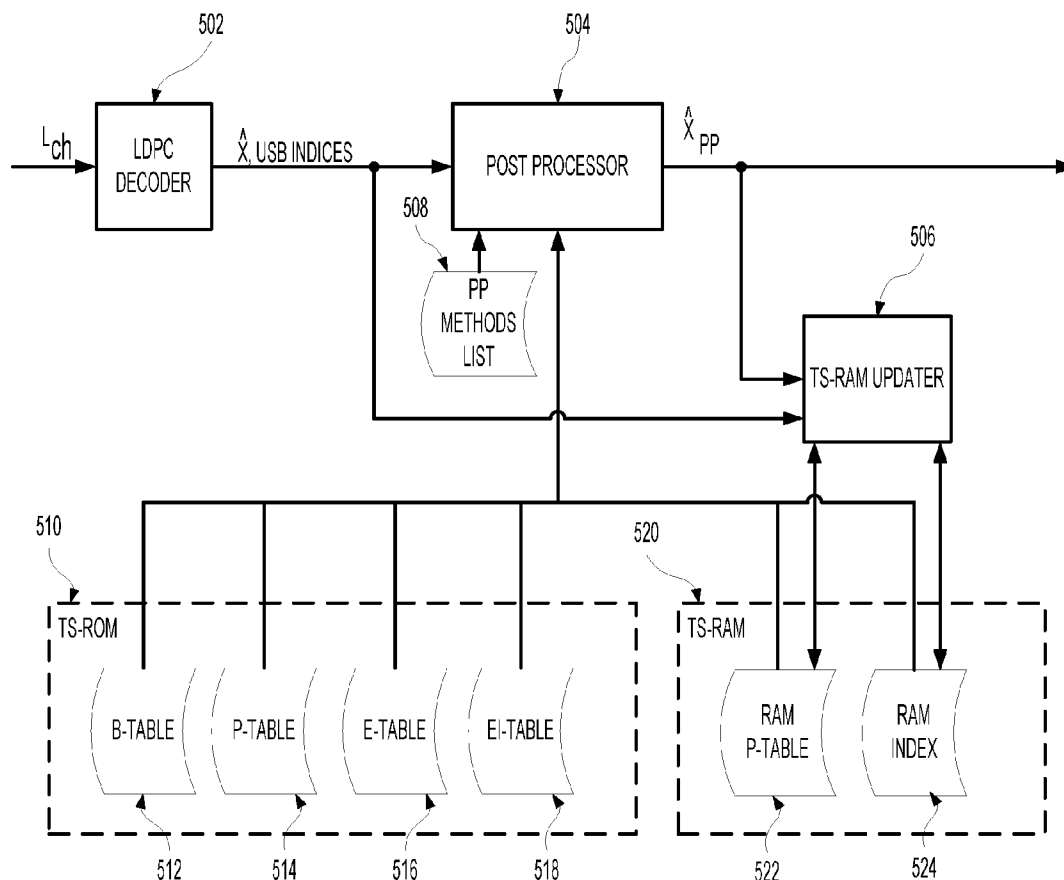 502
504
L ch
LDPC
DECODER
X̂, USB INDICES
POST PROCESSOR
X̂ PP
508
PP
METHODS
LIST
506
TS-RAM UPDATER
510
520
TS-ROM
TS-RAM
B-TABLE
P-TABLE
E-TABLE
EI-TABLE
RAM
P-TABLE
RAM
INDEX
512
514
516
518
522
524